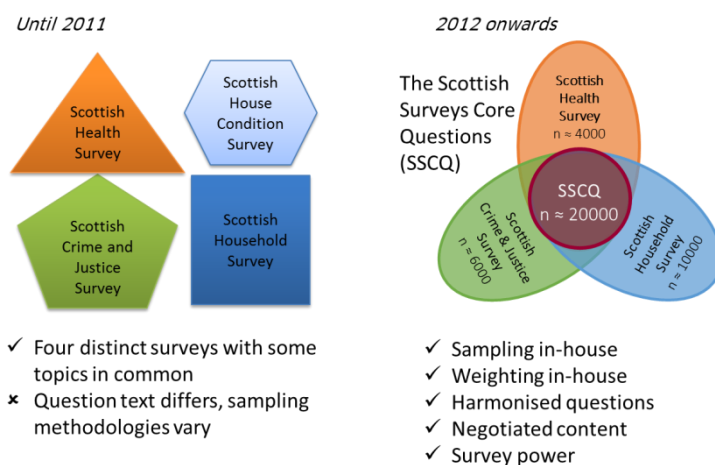 Until 2011
Scottish
Health
Survey
Scottish
House
Condition
Survey
Scottish
Crime and
Justice
Survey
Scottish
Household
Survey
✓ Four distinct surveys with some
topics in common
✘ Question text differs, sampling
methodologies vary
2012 onwards
The Scottish
Surveys Core
Questions
(SSCQ)
Scottish
Health
Survey
n ≈ 4000
SSCQ
n ≈ 20000
Scottish
Crime & Justice
Survey
n ≈ 6000
Scottish
Household
Survey
n ≈ 10000
✓ Sampling in-house
✓ Weighting in-house
✓ Harmonised questions
✓ Negotiated content
✓ Survey power